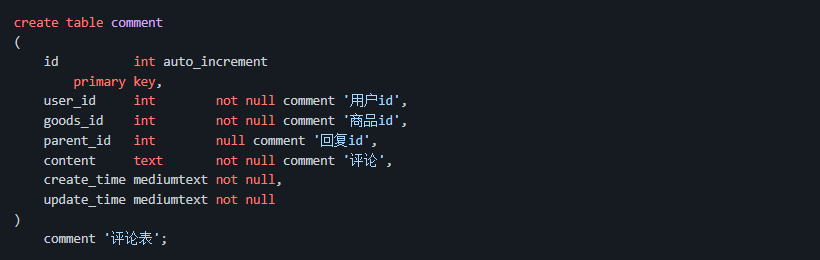 create table comment
(
    id          int auto_increment
        primary key,
    user_id     int        not null comment '用户id',
    goods_id    int        not null comment '商品id',
    parent_id   int        null comment '回复id',
    content     text       not null comment '评论',
    create_time mediumtext not null,
    update_time mediumtext not null
)
    comment '评论表';